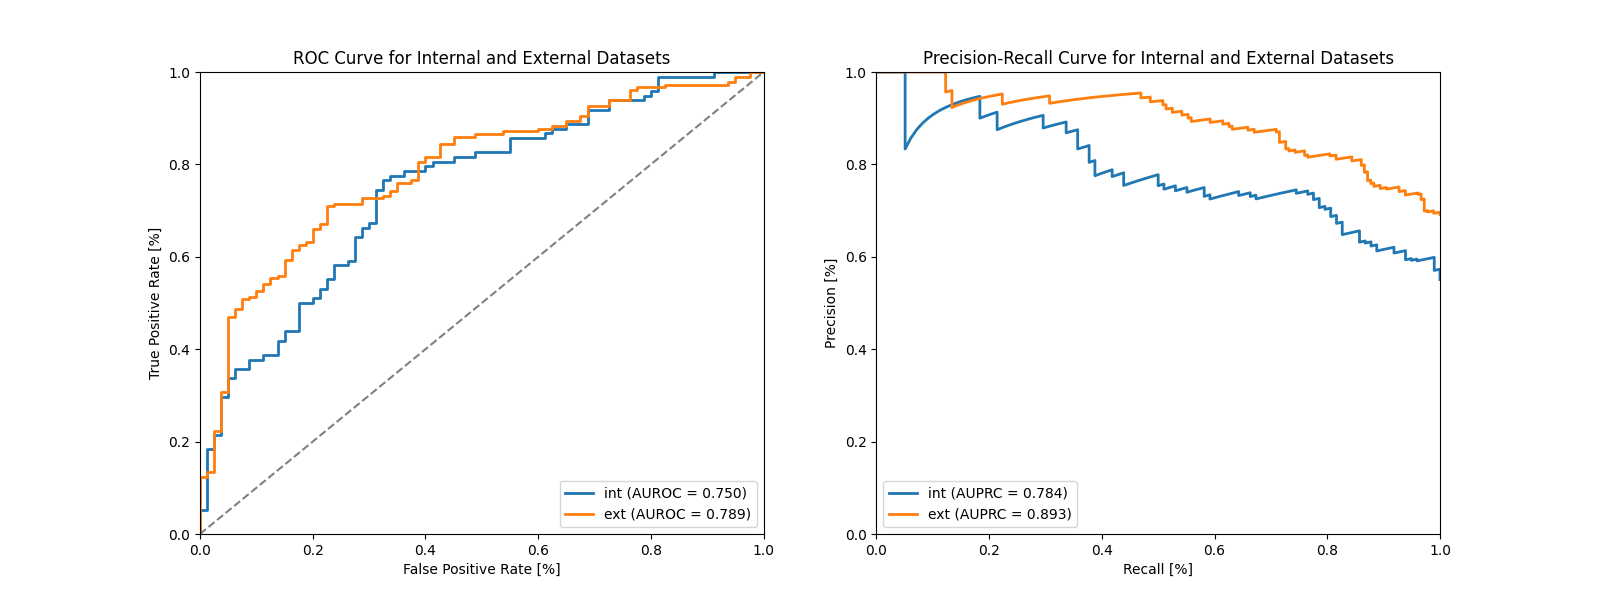 ROC Curve for Internal and External Datasets
1.0
0.8
0.6
0.4
0.2
0.0
True Positive Rate [%]
0.0 0.2 0.4 0.6 0.8 1.0
False Positive Rate [%]
int (AUROC = 0.750)
ext (AUROC = 0.789)
Precision-Recall Curve for Internal and External Datasets
1.0
0.8
0.6
0.4
0.2
0.0
Precision [%]
0.0 0.2 0.4 0.6 0.8 1.0
Recall [%]
int (AUPRC = 0.784)
ext (AUPRC = 0.893)